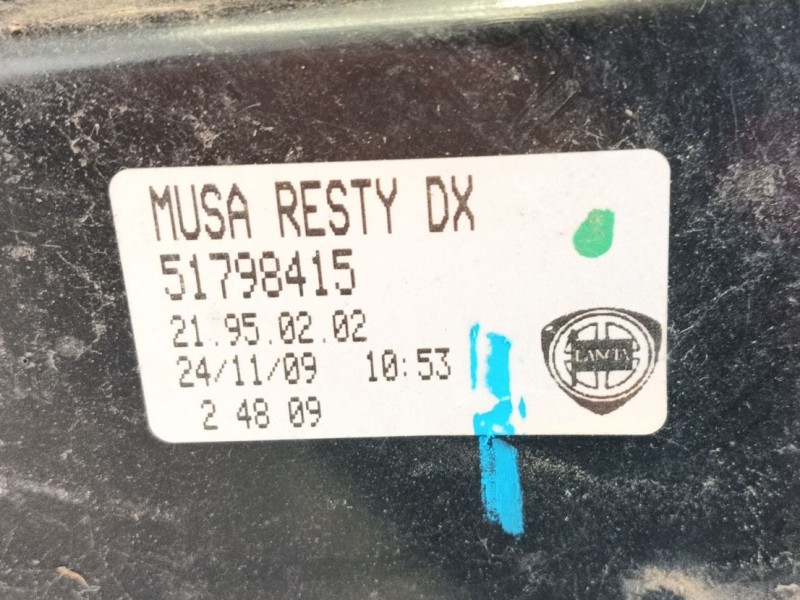 MUSA RESTY DX
51798415
21.95.02.02
24/11/09 10:53
2 48 09
LANCIA